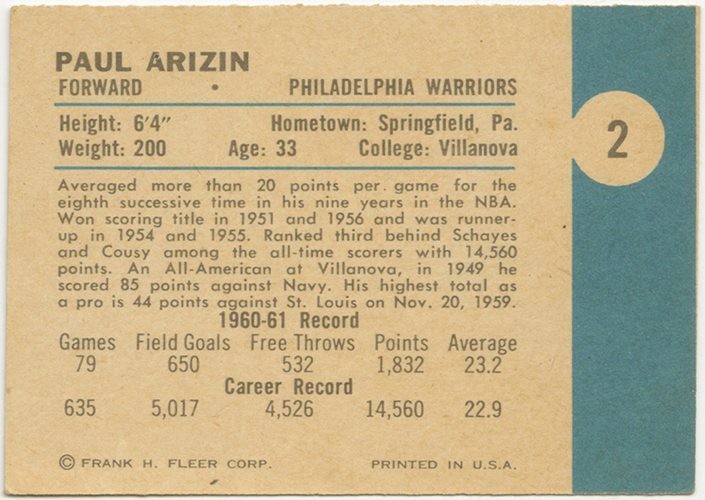 PAUL ARIZIN
FORWARD • PHILADELPHIA WARRIORS
2
Height: 6'4" Hometown: Springfield, Pa.
Weight: 200 Age: 33 College: Villanova
Averaged more than 20 points per game for the
eighth successive time in his nine years in the NBA.
Won scoring title in 1951 and 1956 and was runner-
up in 1954 and 1955. Ranked third behind Schayes
and Cousy among the all-time scorers with 14,560
points. An All-American at Villanova, in 1949 he
scored 85 points against Navy. His highest total as
a pro is 44 points against St. Louis on Nov. 20, 1959.
1960-61 Record
Games Field Goals Free Throws Points Average
79 650 532 1,832 23.2
Career Record
635 5,017 4,526 14,560 22.9
© FRANK H. FLEER CORP. PRINTED IN U.S.A.